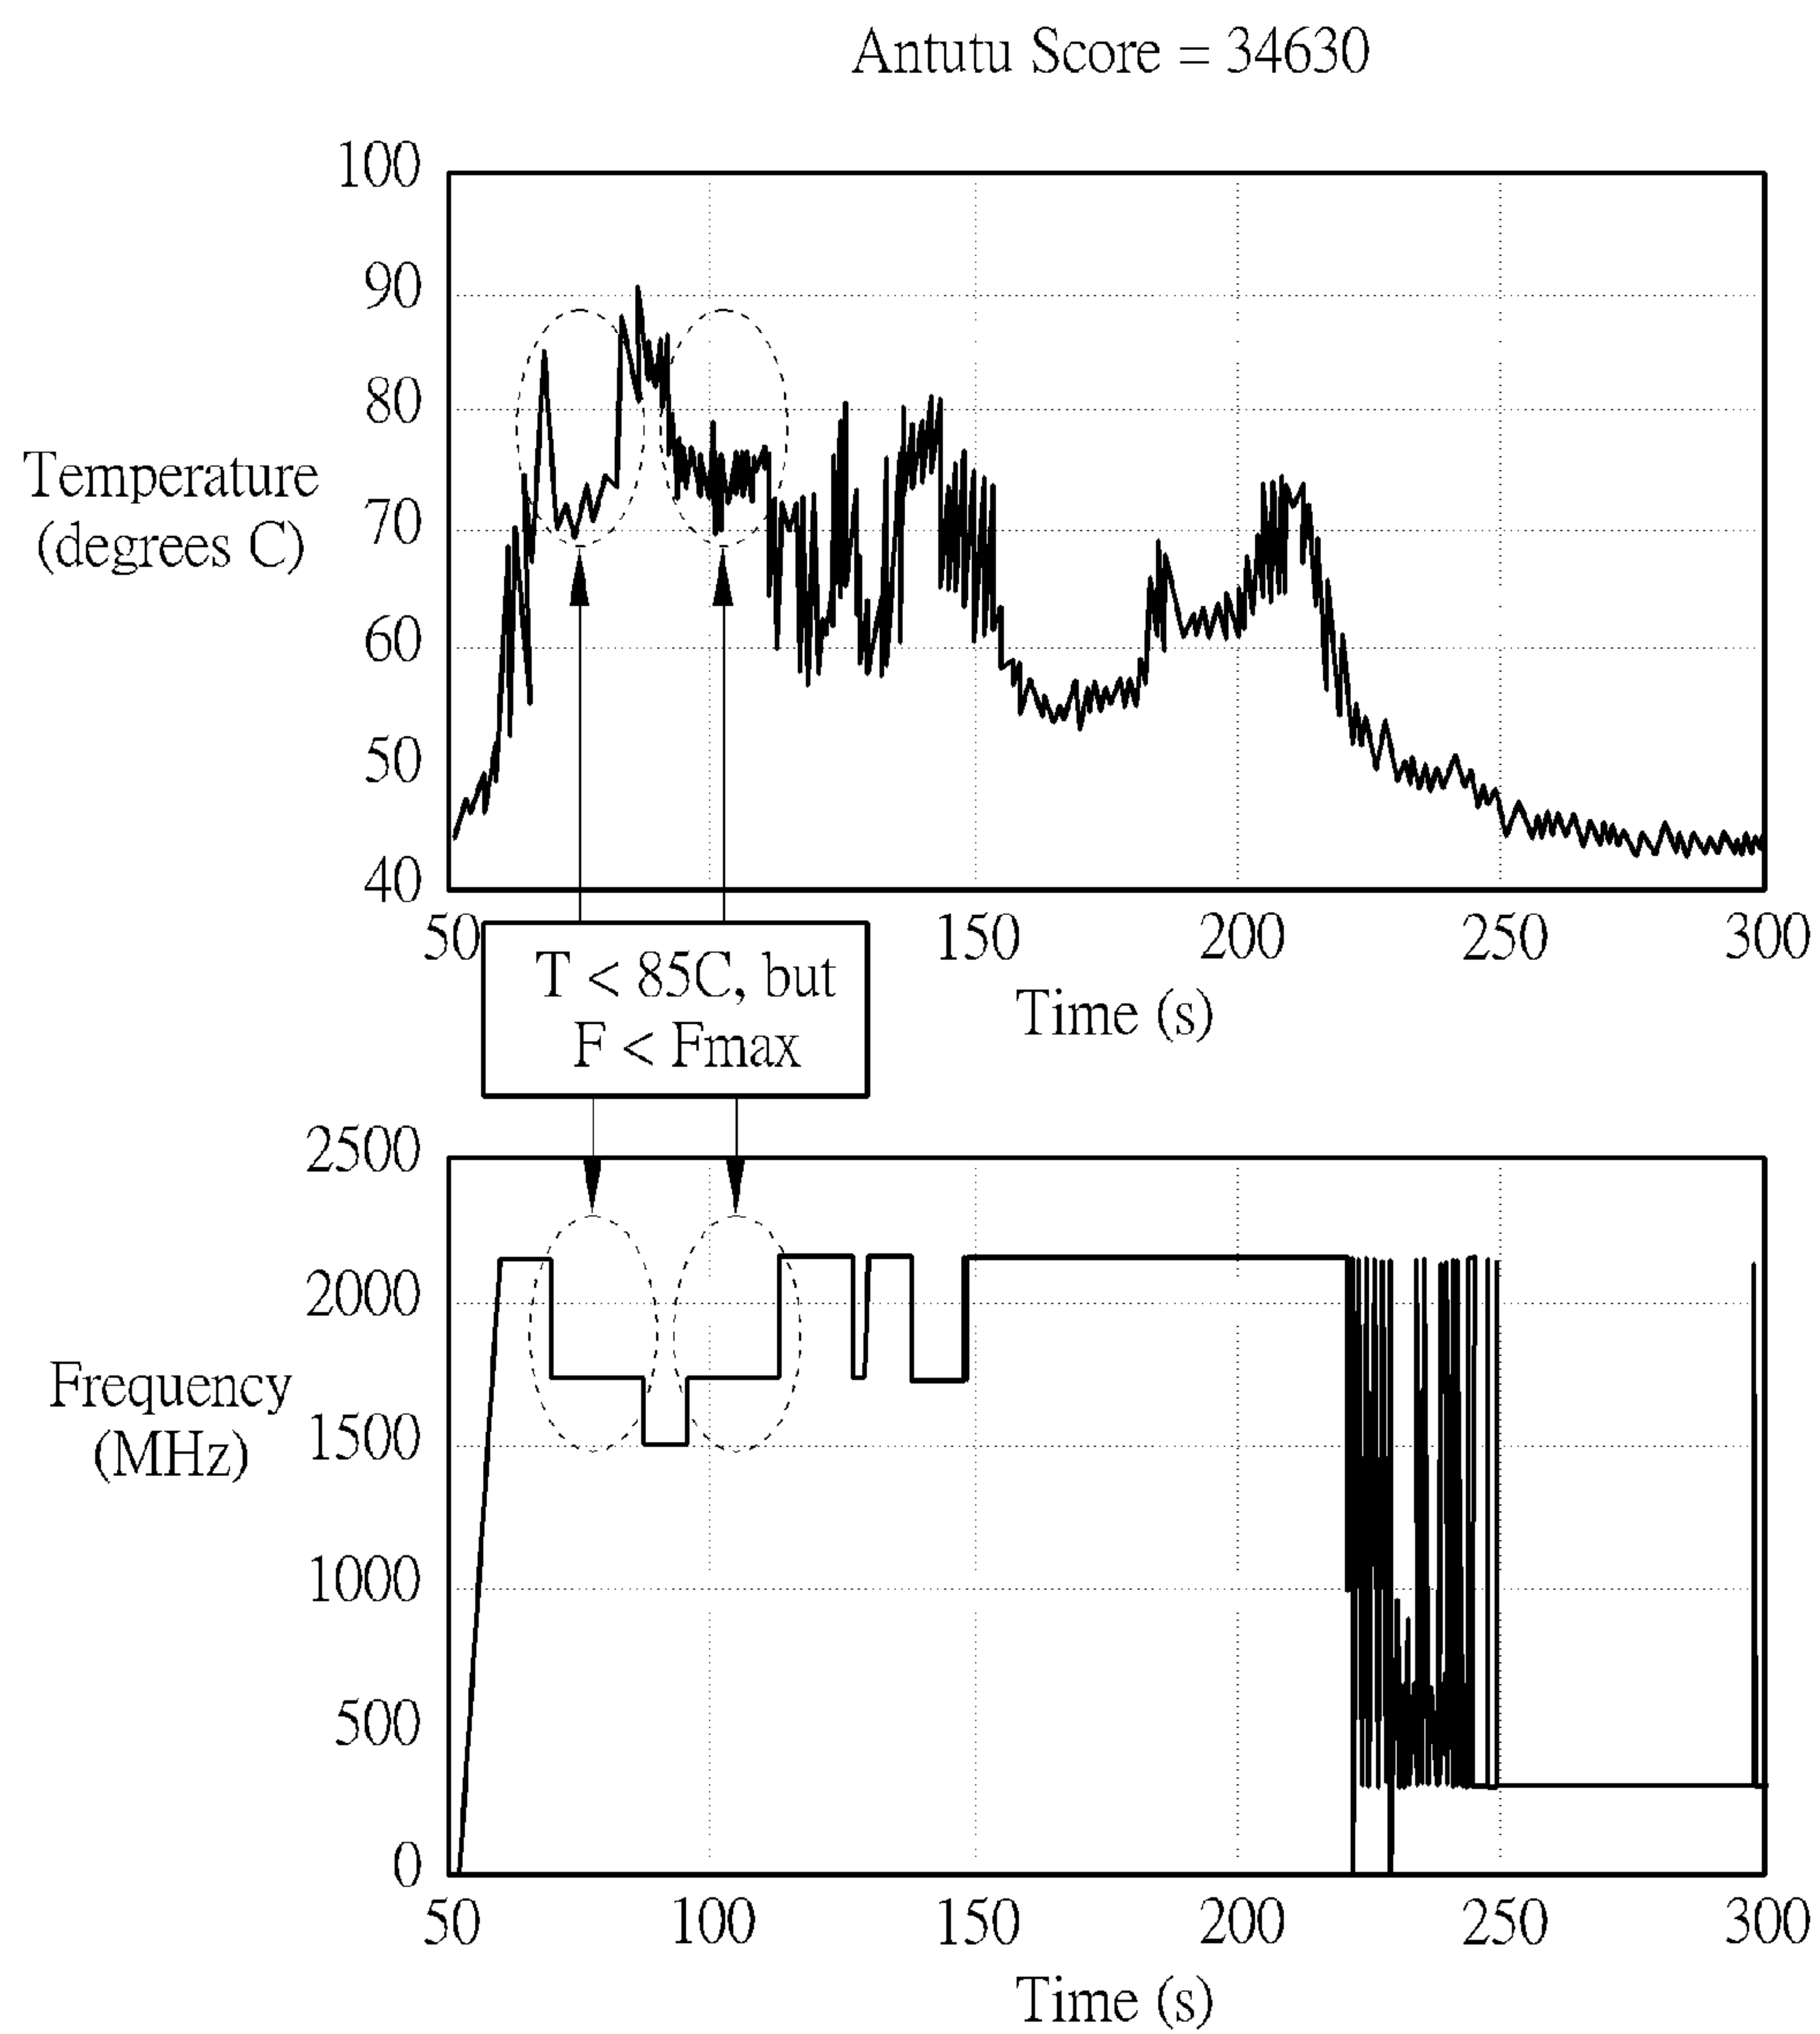 Antutu Score = 34630
100
90
80
70
60
50
40
Temperature
(degrees C)
50
150
200
250
300
Time (s)
T < 85C, but
F < Fmax
2500
2000
1500
1000
500
0
Frequency
(MHz)
50
100
150
200
250
300
Time (s)